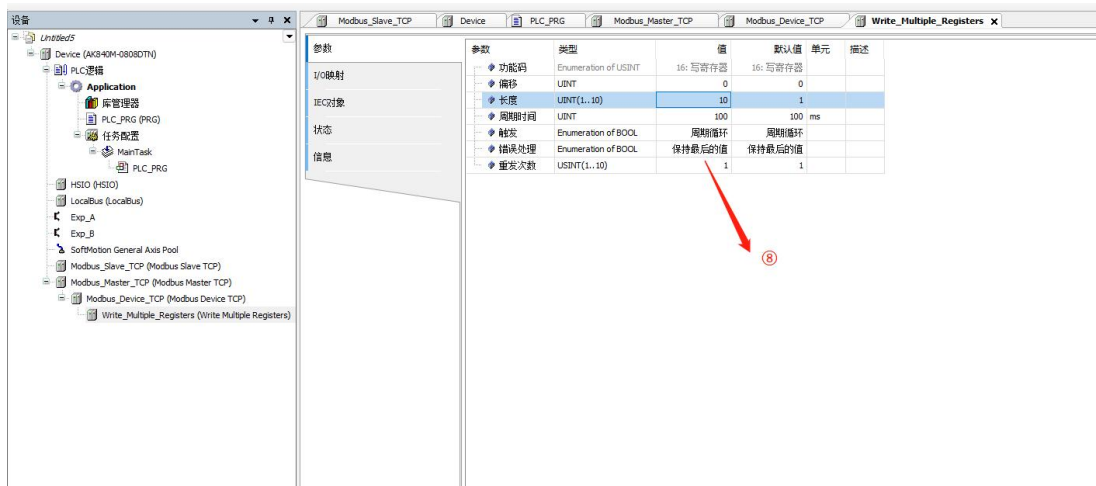 设备
Modbus_Slave_TCP Device PLC_PRG Modbus_Master_TCP Modbus_Device_TCP Write_Multiple_Registers
Untitled5
Device (AK840M-0808DTN)
PLC逻辑
Application
库管理器
PLC_PRG (PRG)
任务配置
MainTask
PLC_PRG
HSIO (HSIO)
LocalBus (LocalBus)
Exp_A
Exp_B
SoftMotion General Axis Pool
Modbus_Slave_TCP (Modbus Slave TCP)
Modbus_Master_TCP (Modbus Master TCP)
Modbus_Device_TCP (Modbus Device TCP)
Write_Multiple_Registers (Write Multiple Registers)
参数
I/O映射
IEC对象
状态
信息
参数 类型 值 默认值 单元 描述
功能码 Enumeration of USINT 16: 写寄存器 16: 写寄存器
偏移 UINT 0 0
长度 UINT(1..10) 10 1
周期时间 UINT 100 100 ms
触发 Enumeration of BOOL 周期循环 周期循环
错误处理 Enumeration of BOOL 保持最后的值 保持最后的值
重发次数 USINT(1..10) 1 1
⑧